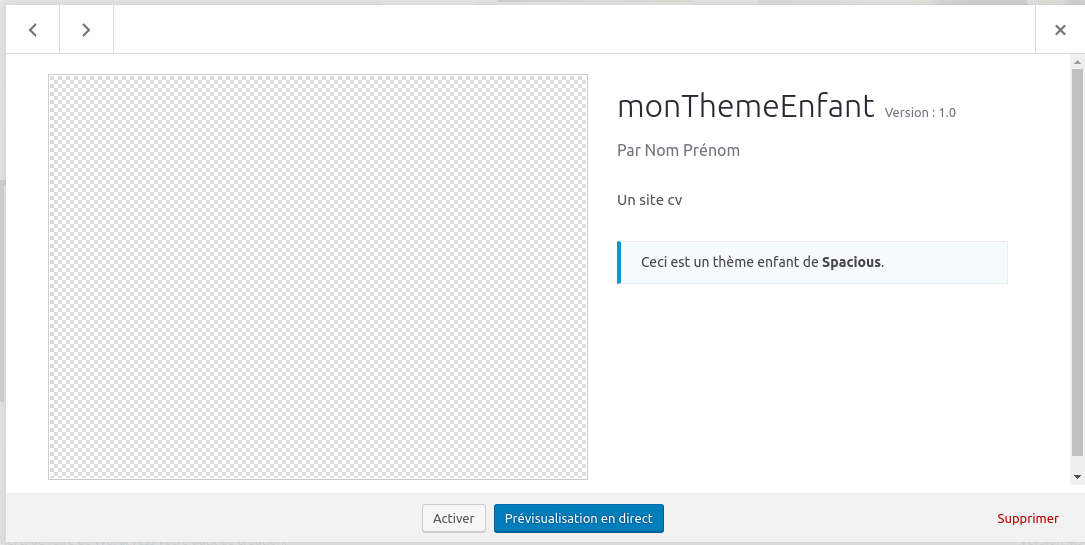 monThemeEnfant Version : 1.0
Par Nom Prénom
Un site cv
Ceci est un thème enfant de Spacious.
Activer Prévisualisation en direct Supprimer